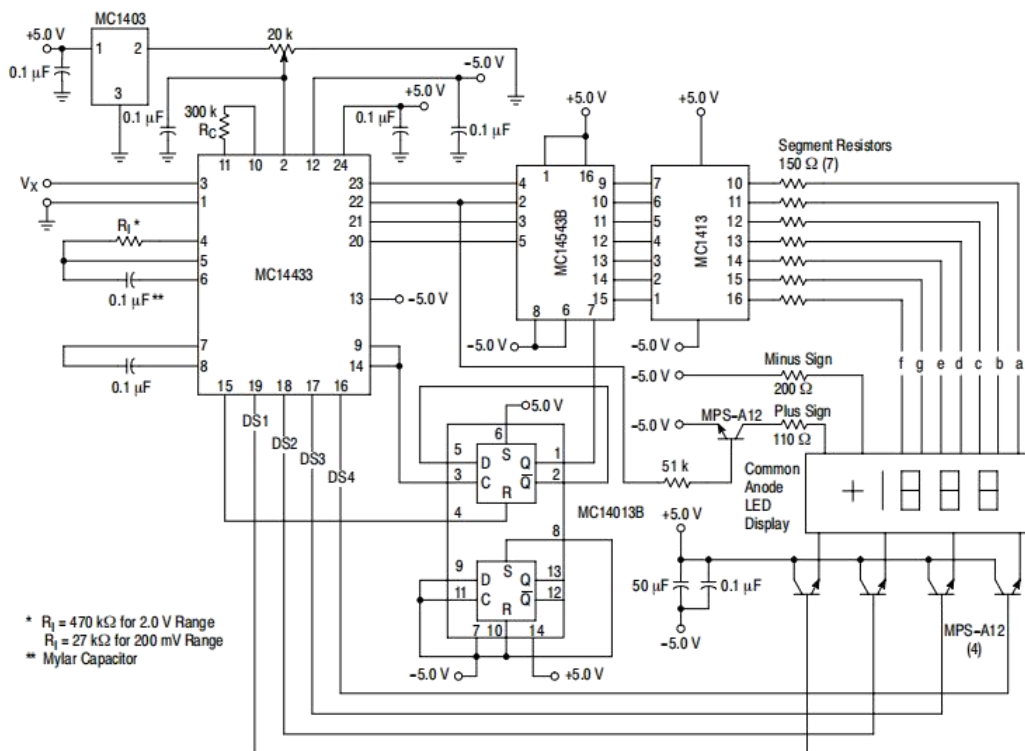 MC1403
+5.0 V
1
2
3
0.1 µF
20 k
-5.0 V
+5.0 V
0.1 µF
300 k
RC
0.1 µF
0.1 µF
11
10
2
12
24
VX
3
1
RI *
4
5
6
0.1 µF**
7
8
0.1 µF
MC14433
23
22
21
20
13
-5.0 V
9
14
15
19
18
17
16
DS1
DS2
DS3
DS4
+5.0 V
1
16
4
2
3
5
MC14543B
9
10
11
12
13
14
15
8
6
7
-5.0 V
+5.0 V
7
6
5
4
3
2
1
MC1413
10
11
12
13
14
15
16
-5.0 V
Segment Resistors
150 Ω (7)
f
g
e
d
c
b
a
Minus Sign
200 Ω
-5.0 V
MPS-A12
Plus Sign
110 Ω
-5.0 V
51 k
Common
Anode
LED
Display
5.0 V
6
5
D
S
Q
1
3
C
Q
2
R
4
MC14013B
8
9
D
S
Q
13
11
C
Q
12
R
7
10
14
-5.0 V
+5.0 V
+5.0 V
50 µF
0.1 µF
-5.0 V
MPS-A12
(4)
* RI = 470 kΩ for 2.0 V Range
RI = 27 kΩ for 200 mV Range
** Mylar Capacitor